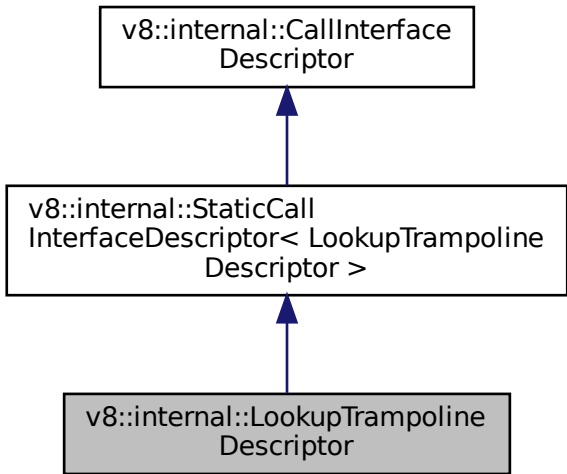 v8::internal::CallInterface
Descriptor
v8::internal::StaticCall
InterfaceDescriptor< LookupTrampoline
Descriptor >
v8::internal::LookupTrampoline
Descriptor